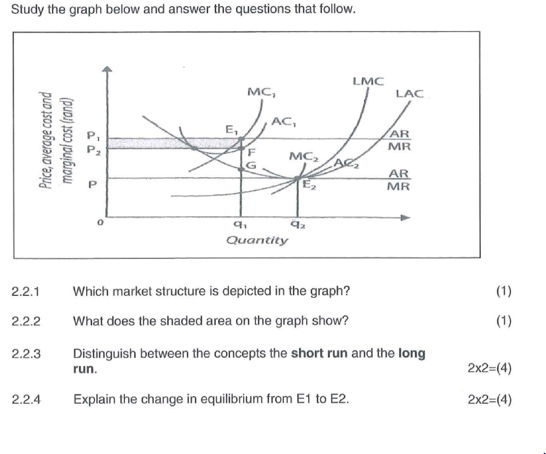 Study the graph below and answer the questions that follow.
Price, average cost and
marginal cost (rand)
LMC
LAC
MC₁
AC₁
E₁
P₁
AR
P₂
F
MR
G
MC₂
AC₂
AR
P
E₂
MR
0
q₁
q₂
Quantity
2.2.1 Which market structure is depicted in the graph? (1)
2.2.2 What does the shaded area on the graph show? (1)
2.2.3 Distinguish between the concepts the short run and the long
run. 2x2=(4)
2.2.4 Explain the change in equilibrium from E1 to E2. 2x2=(4)